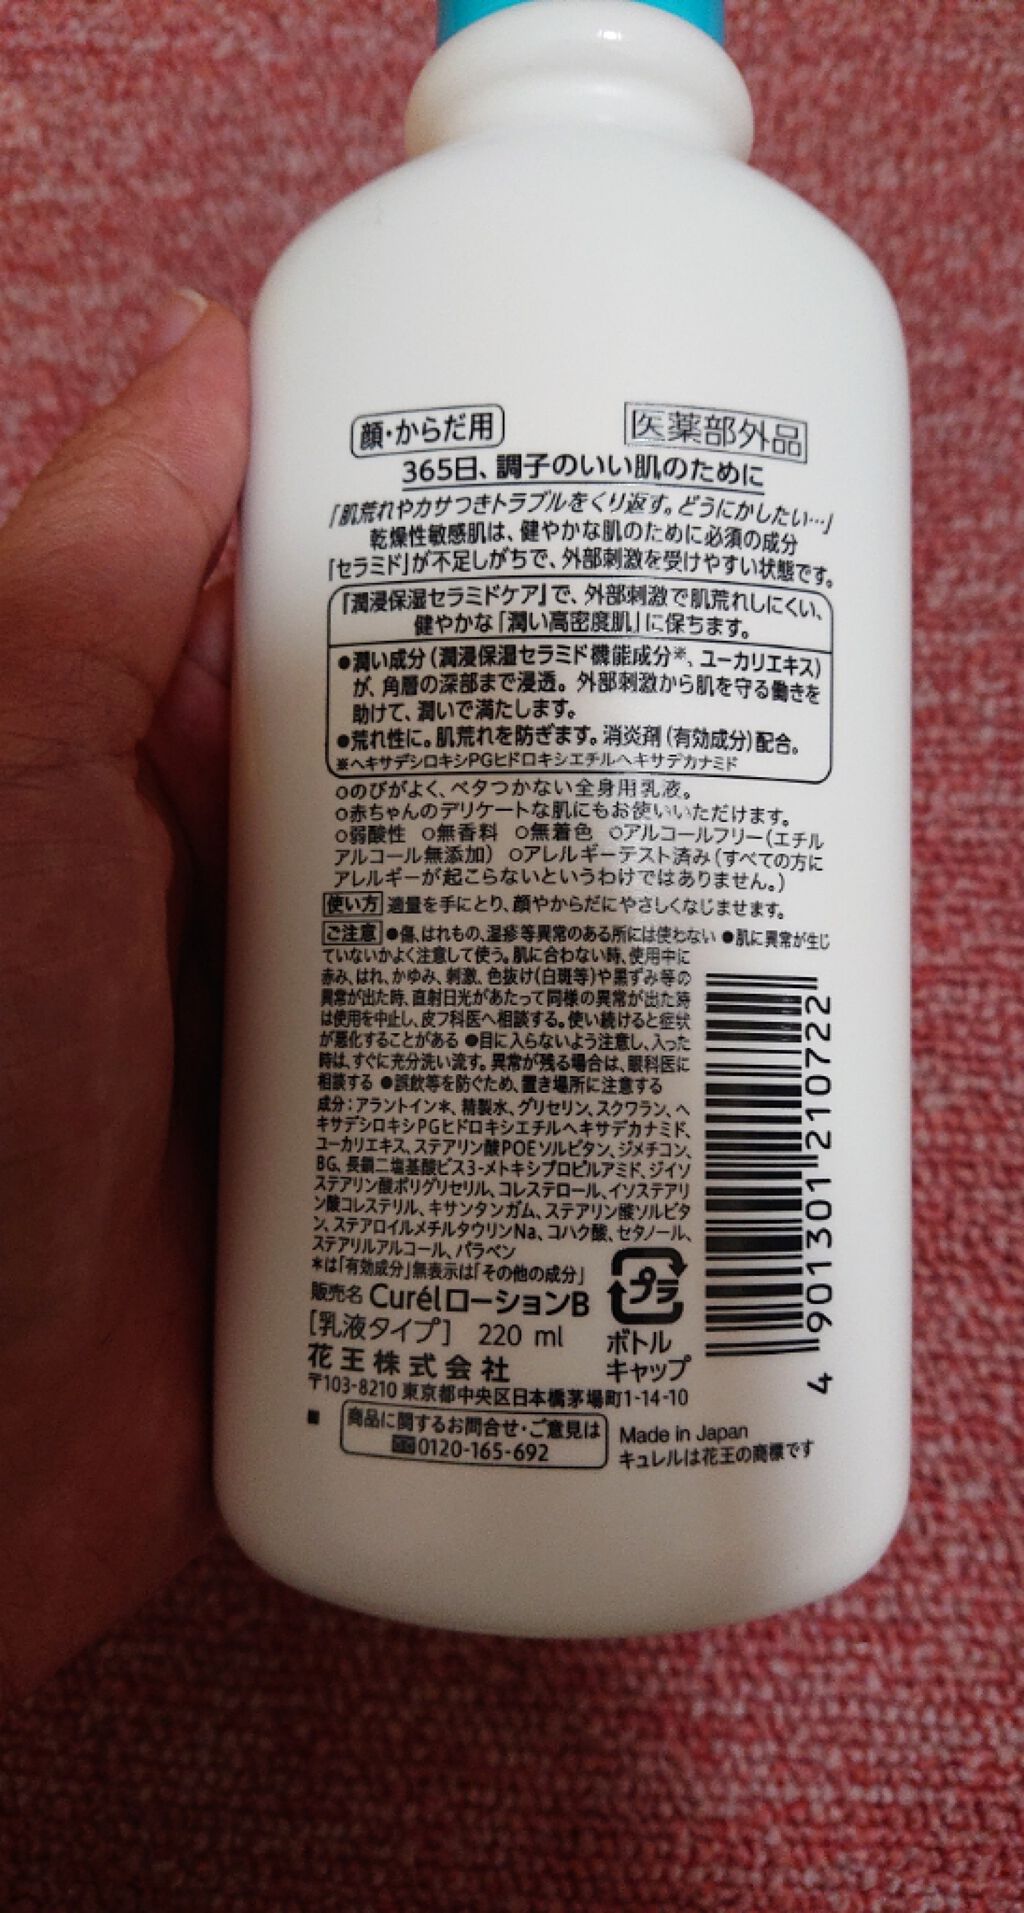 顔・からだ用
医薬部外品
365日、調子のいい肌のために
「肌荒れやカサつきトラブルをくり返す。どうにかしたい…」
乾燥性敏感肌は、健やかな肌のために必須の成分
「セラミド」が不足しがちで、外部刺激を受けやすい状態です。
『潤浸保湿セラミドケア』で、外部刺激で肌荒れしにくい、
健やかな「潤い高密度肌」に保ちます。
●潤い成分(潤浸保湿セラミド機能成分※、ユーカリエキス)
が、角層の深部まで浸透。外部刺激から肌を守る働きを
助けて、潤いで満たします。
●荒れ性に。肌荒れを防ぎます。消炎剤(有効成分)配合。
※ヘキサデシロキシPGヒドロキシエチルヘキサデカナミド
○のびがよく、ベタつかない全身用乳液。
○赤ちゃんのデリケートな肌にもお使いいただけます。
○弱酸性 ○無香料 ○無着色 ○アルコールフリー(エチル
アルコール無添加) ○アレルギーテスト済み(すべての方に
アレルギーが起こらないというわけではありません。)
使い方 適量を手にとり、顔やからだにやさしくなじませます。
ご注意 ●傷、はれもの、湿疹等異常のある所には使わない ●肌に異常が生じ
ていないかよく注意して使う。肌に合わない時、使用中に
赤み、はれ、かゆみ、刺激、色抜け(白斑等)や黒ずみ等の
異常が出た時、直射日光があたって同様の異常が出た時
は使用を中止し、皮フ科医へ相談する。使い続けると症状
が悪化することがある ●目に入らないよう注意し、入った
時は、すぐに充分洗い流す。異常が残る場合は、眼科医に
相談する ●誤飲等を防ぐため、置き場所に注意する
成分:アラントイン*、精製水、グリセリン、スクワラン、ヘ
キサデシロキシPGヒドロキシエチルヘキサデカナミド、
ユーカリエキス、ステアリン酸POEソルビタン、ジメチコン、
BG、長鎖二塩基酸ビス3-メトキシプロピルアミド、ジイソ
ステアリン酸ポリグリセリル、コレステロール、イソステアリ
ン酸コレステリル、キサンタンガム、ステアリン酸ソルビタ
ン、ステアロイルメチルタウリンNa、コハク酸、セタノール、
ステアリルアルコール、パラベン
*は「有効成分」無表示は「その他の成分」
販売名 CurélローションB
[乳液タイプ] 220 ml
花王株式会社
〒103-8210 東京都中央区日本橋茅場町1-14-10
商品に関するお問合せ・ご意見は
0120-165-692
プラ
ボトル
キャップ
Made in Japan
キュレルは花王の商標です
4 901301 210722